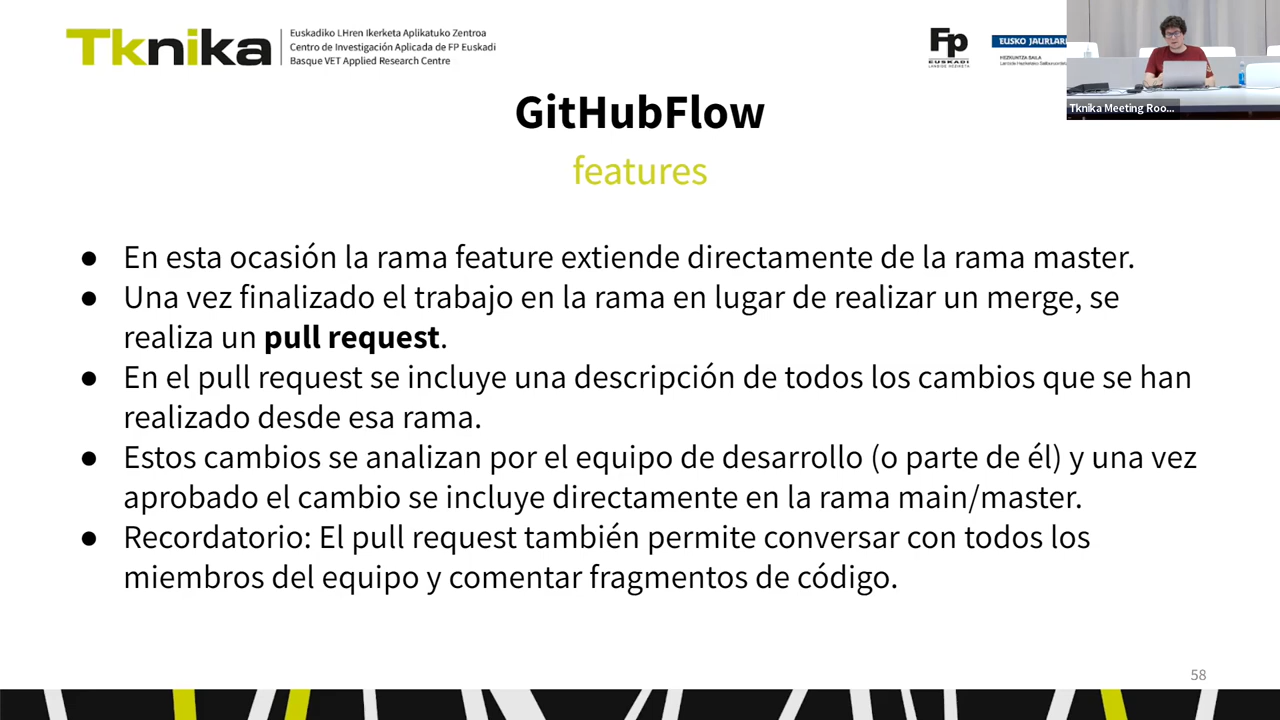 Tknika
Euskadiko LHren Ikerketa Aplikatuko Zentroa
Centro de Investigación Aplicada de FP Euskadi
Basque VET Applied Research Centre
Fp
EUSKADI
LANBIDE HEZIKETA
EUSKO JAURLARI
HEZKUNTZA SAILA
Tknika Meeting Roo...
GitHubFlow
features
● En esta ocasión la rama feature extiende directamente de la rama master.
● Una vez finalizado el trabajo en la rama en lugar de realizar un merge, se
realiza un pull request.
● En el pull request se incluye una descripción de todos los cambios que se han
realizado desde esa rama.
● Estos cambios se analizan por el equipo de desarrollo (o parte de él) y una vez
aprobado el cambio se incluye directamente en la rama main/master.
● Recordatorio: El pull request también permite conversar con todos los
miembros del equipo y comentar fragmentos de código.
58